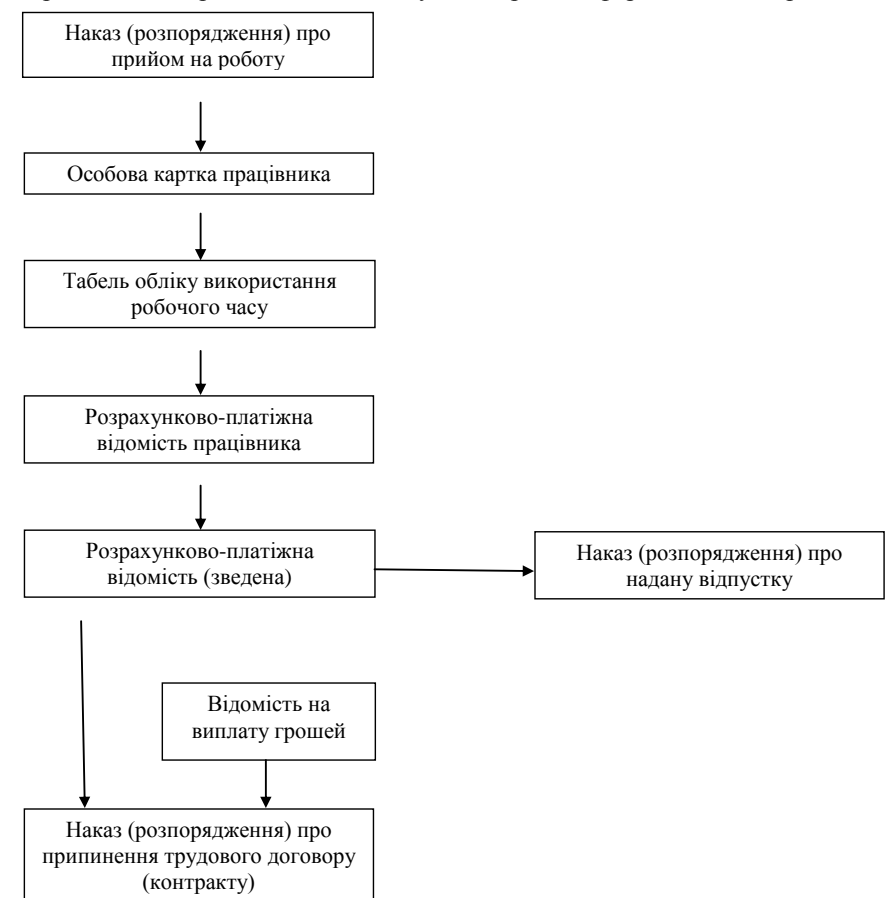 Наказ (розпорядження) про
прийом на роботу
Особова картка працівника
Табель обліку використання
робочого часу
Розрахунково-платіжна
відомість працівника
Розрахунково-платіжна
відомість (зведена)
Наказ (розпорядження) про
надану відпустку
Відомість на
виплату грошей
Наказ (розпорядження) про
припинення трудового договору
(контракту)